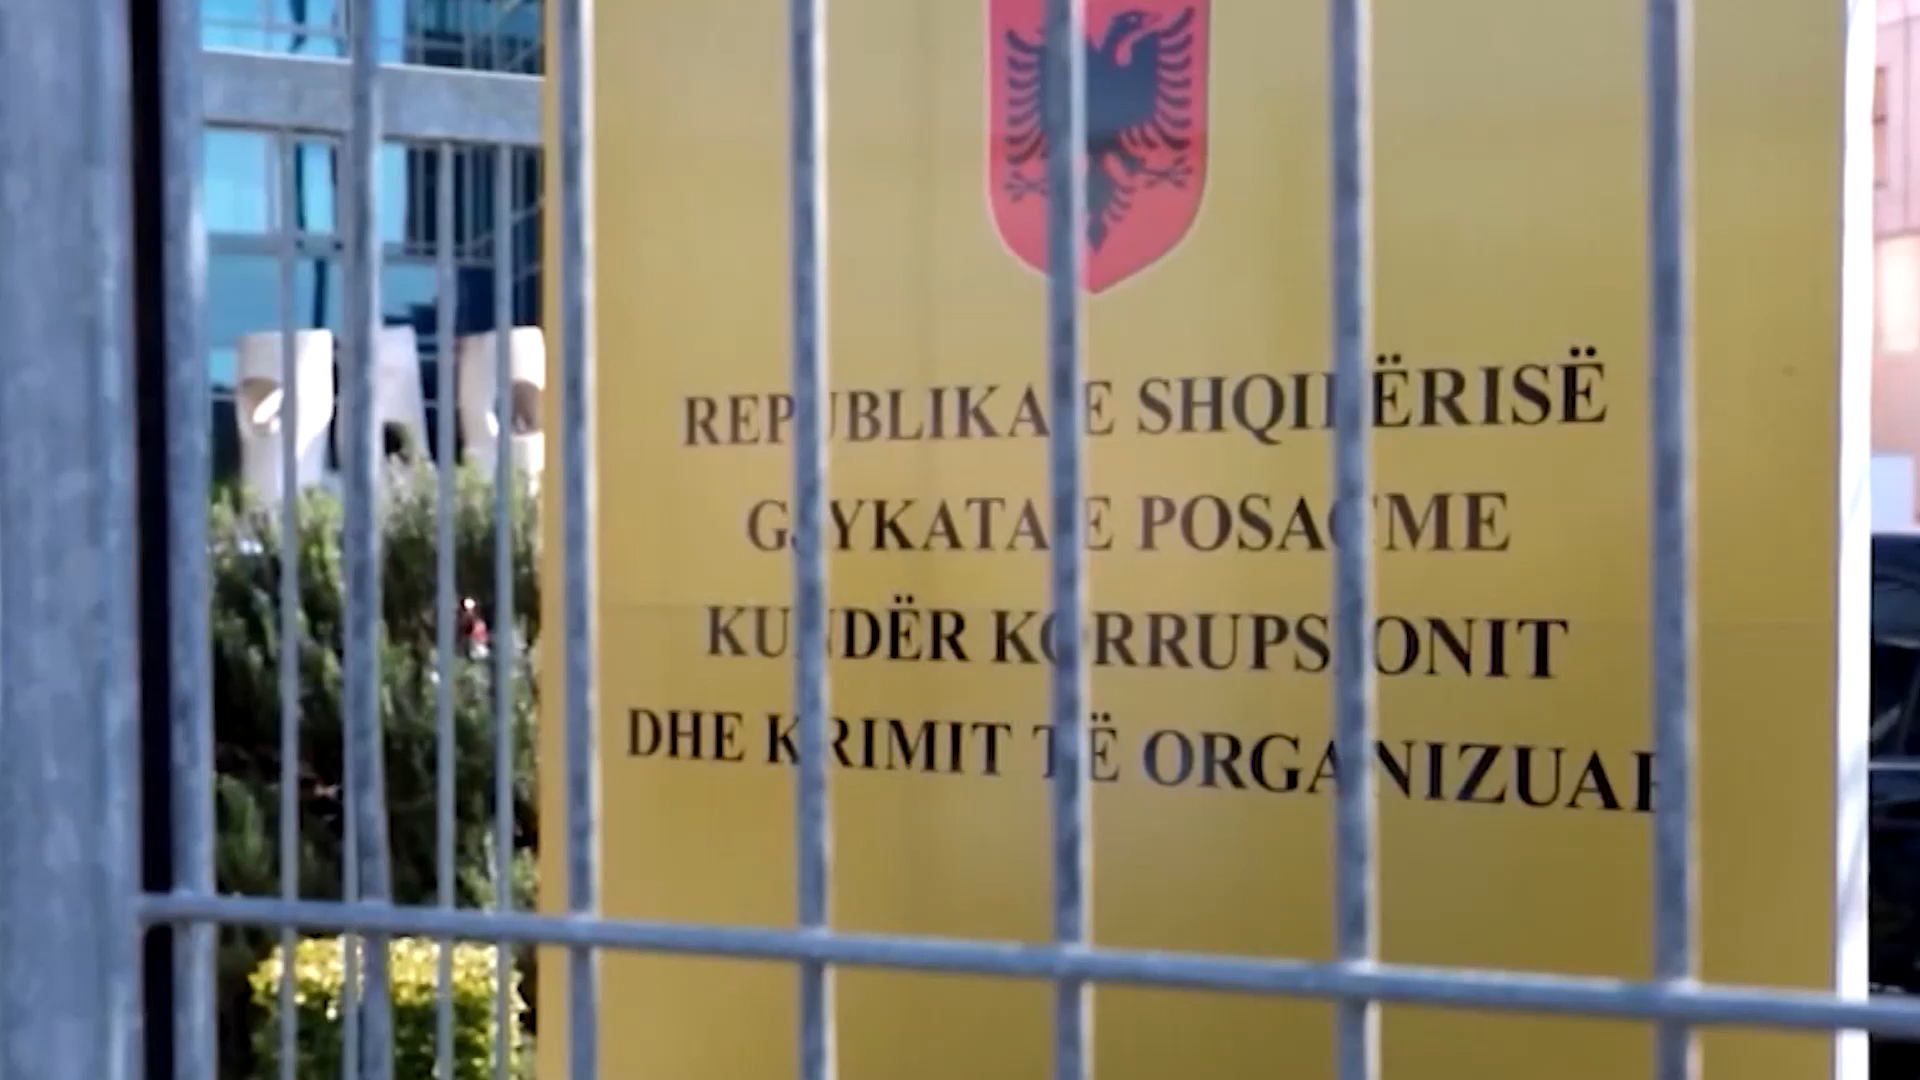 REPUBLIKA E SHQIPËRISË
GJYKATA E POSAÇME
KUNDËR KORRUPSIONIT
DHE KRIMIT TË ORGANIZUAR